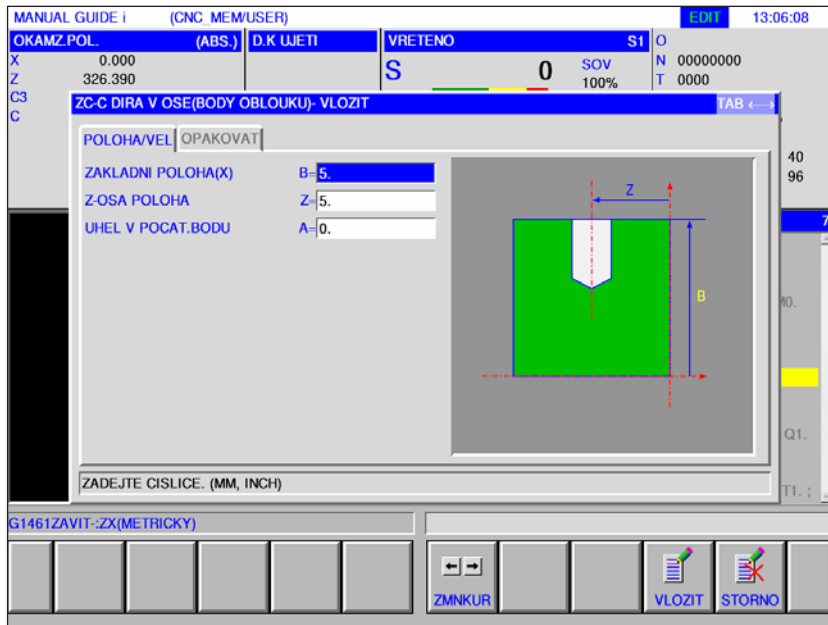 MANUAL GUIDE i (CNC_MEM/USER) EDIT 13:06:08
OKAMZ.POL. (ABS.) D.K UJETI VRETENO S1 O
X 0.000 S 0 SOV N 00000000
Z 326.390 100% T 0000
C3
C
ZC-C DIRA V OSE(BODY OBLOUKU)- VLOZIT TAB ←→
POLOHA/VEL OPAKOVAT
40
96
ZAKLADNI POLOHA(X) B= 5.
Z-OSA POLOHA Z= 5.
UHEL V POCAT.BODU A= 0.
Z
B
7
M0.
Q1.
T1. ;
ZADEJTE CISLICE. (MM, INCH)
G1461ZAVIT-:ZX(METRICKY)
ZMNKUR VLOZIT STORNO